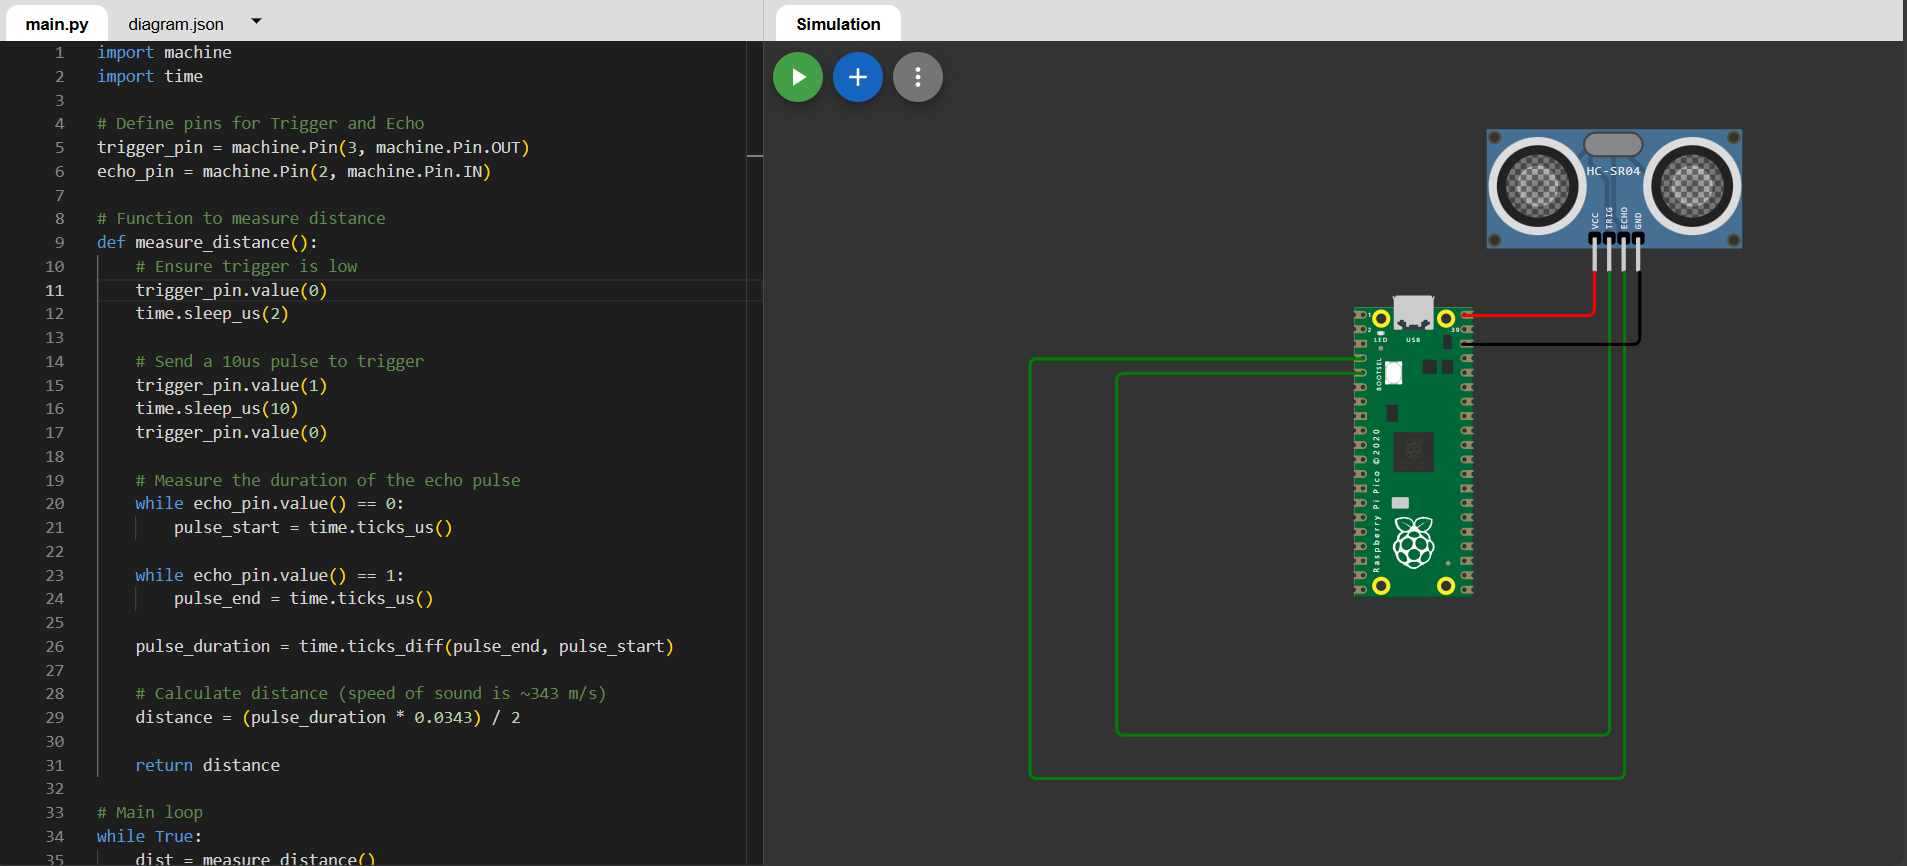 main.py
diagram.json
Simulation
1 import machine
2 import time
3
4 # Define pins for Trigger and Echo
5 trigger_pin = machine.Pin(3, machine.Pin.OUT)
6 echo_pin = machine.Pin(2, machine.Pin.IN)
7
8 # Function to measure distance
9 def measure_distance():
10     # Ensure trigger is low
11     trigger_pin.value(0)
12     time.sleep_us(2)
13
14     # Send a 10us pulse to trigger
15     trigger_pin.value(1)
16     time.sleep_us(10)
17     trigger_pin.value(0)
18
19     # Measure the duration of the echo pulse
20     while echo_pin.value() == 0:
21         pulse_start = time.ticks_us()
22
23     while echo_pin.value() == 1:
24         pulse_end = time.ticks_us()
25
26     pulse_duration = time.ticks_diff(pulse_end, pulse_start)
27
28     # Calculate distance (speed of sound is ~343 m/s)
29     distance = (pulse_duration * 0.0343) / 2
30
31     return distance
32
33 # Main loop
34 while True:
35     dist = measure_distance()
HC-SR04
VCC
TRIG
ECHO
GND
1
2
39
LED
USB
BOOTSEL
Raspberry Pi Pico ©2020